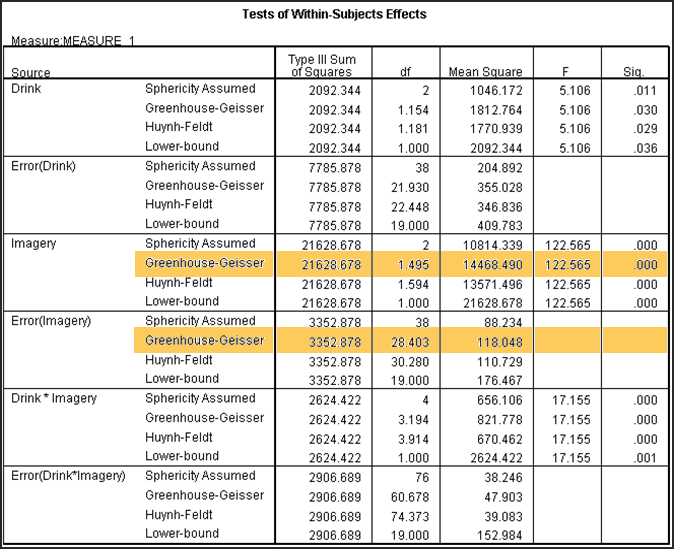 Tests of Within-Subjects Effects
Measure:MEASURE_1
Source Type III Sum of Squares df Mean Square F Sig.
Drink Sphericity Assumed 2092.344 2 1046.172 5.106 .011
Greenhouse-Geisser 2092.344 1.154 1812.764 5.106 .030
Huynh-Feldt 2092.344 1.181 1770.939 5.106 .029
Lower-bound 2092.344 1.000 2092.344 5.106 .036
Error(Drink) Sphericity Assumed 7785.878 38 204.892
Greenhouse-Geisser 7785.878 21.930 355.028
Huynh-Feldt 7785.878 22.448 346.836
Lower-bound 7785.878 19.000 409.783
Imagery Sphericity Assumed 21628.678 2 10814.339 122.565 .000
Greenhouse-Geisser 21628.678 1.495 14468.490 122.565 .000
Huynh-Feldt 21628.678 1.594 13571.496 122.565 .000
Lower-bound 21628.678 1.000 21628.678 122.565 .000
Error(Imagery) Sphericity Assumed 3352.878 38 88.234
Greenhouse-Geisser 3352.878 28.403 118.048
Huynh-Feldt 3352.878 30.280 110.729
Lower-bound 3352.878 19.000 176.467
Drink * Imagery Sphericity Assumed 2624.422 4 656.106 17.155 .000
Greenhouse-Geisser 2624.422 3.194 821.778 17.155 .000
Huynh-Feldt 2624.422 3.914 670.462 17.155 .000
Lower-bound 2624.422 1.000 2624.422 17.155 .001
Error(Drink*Imagery) Sphericity Assumed 2906.689 76 38.246
Greenhouse-Geisser 2906.689 60.678 47.903
Huynh-Feldt 2906.689 74.373 39.083
Lower-bound 2906.689 19.000 152.984